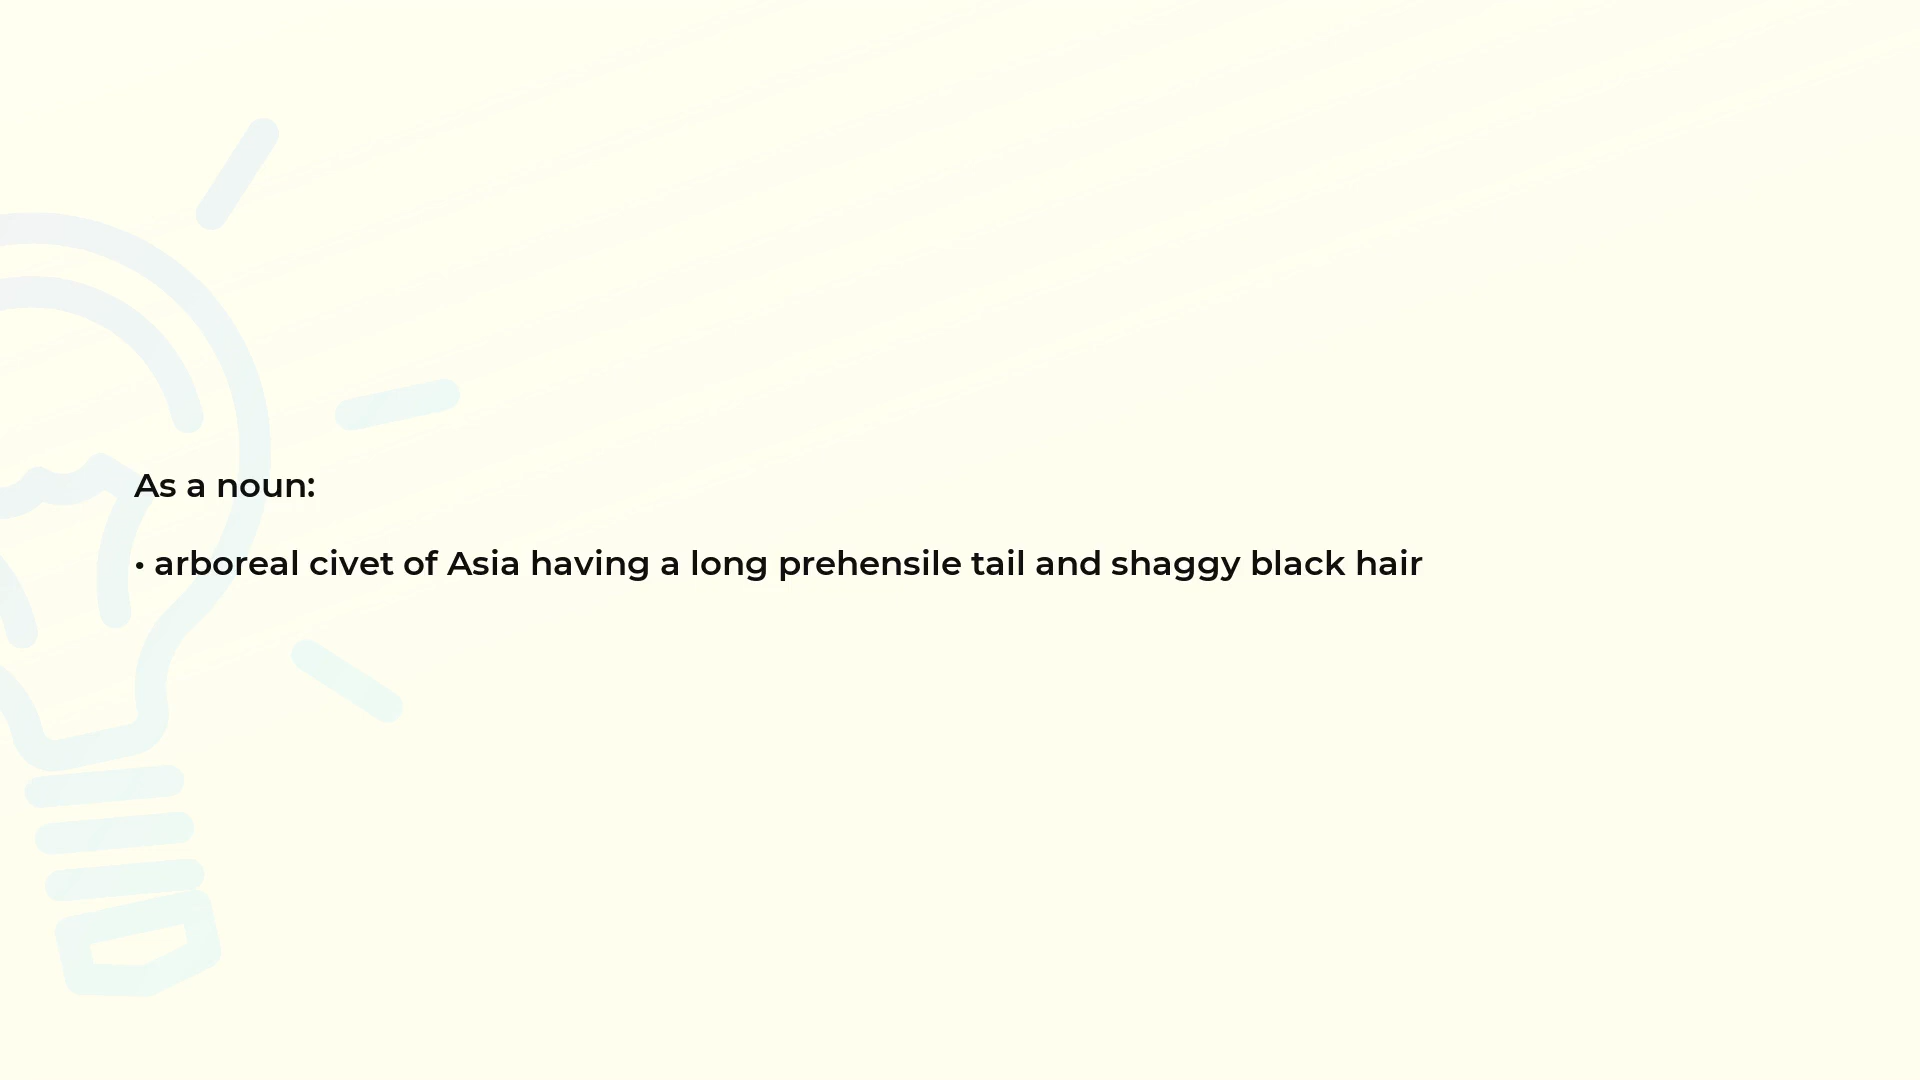 As a noun:
• arboreal civet of Asia having a long prehensile tail and shaggy black hair